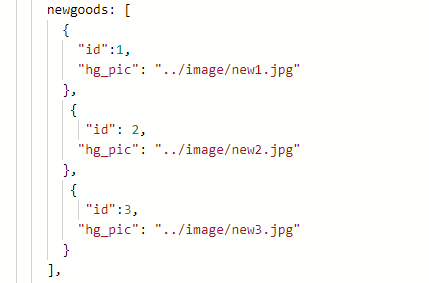 newgoods: [
{
"id":1,
"hg_pic": "../image/new1.jpg"
},
{
"id": 2,
"hg_pic": "../image/new2.jpg"
},
{
"id":3,
"hg_pic": "../image/new3.jpg"
}
],